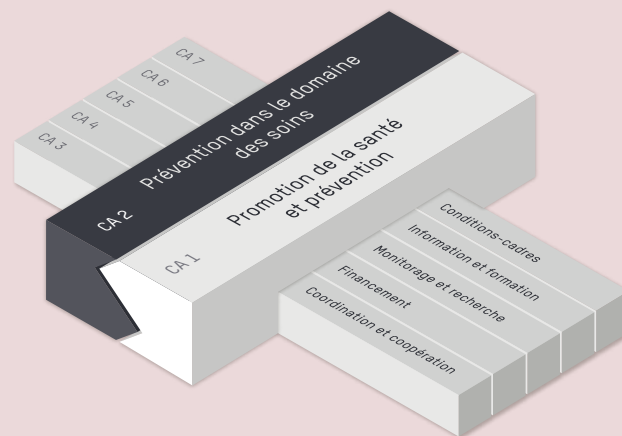 CA 7
CA 6
CA 5
CA 4
CA 3
CA 2
Prévention dans le domaine
des soins
CA 1
Promotion de la santé
et prévention
Conditions-cadres
Information et formation
Monitorage et recherche
Financement
Coordination et coopération